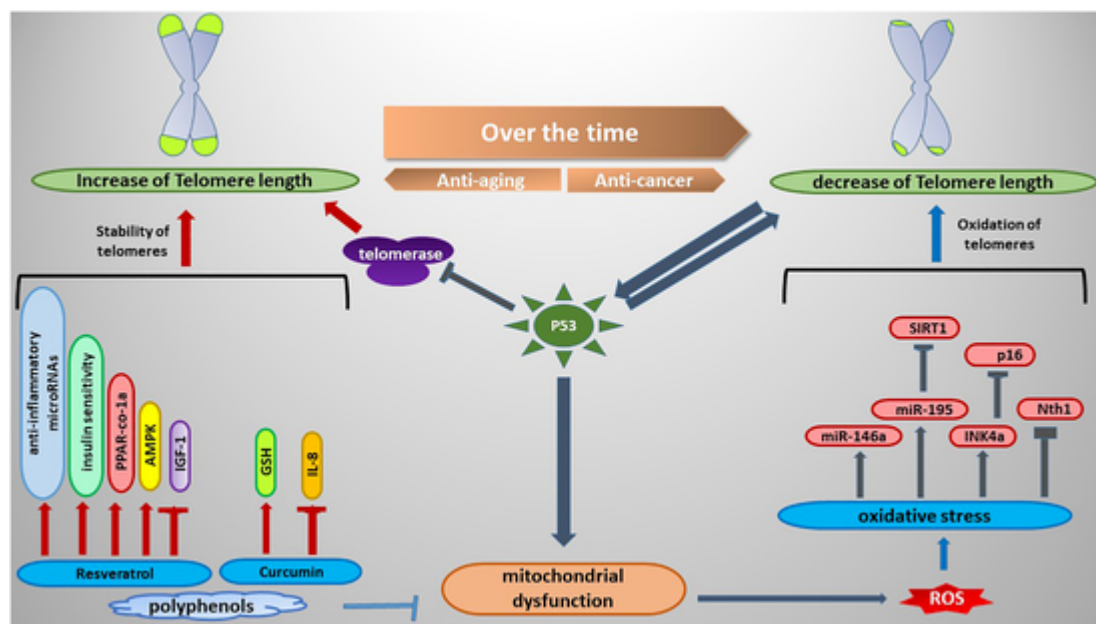 Over the time
Anti-aging
Anti-cancer
Increase of Telomere length
decrease of Telomere length
Stability of
telomeres
telomerase
Oxidation of
telomeres
P53
anti-inflammatory
microRNAs
insulin sensitivity
PPAR-co-1a
AMPK
IGF-1
GSH
IL-8
SIRT1
p16
miR-195
Nth1
miR-146a
INK4a
oxidative stress
Resveratrol
Curcumin
polyphenols
mitochondrial
dysfunction
ROS